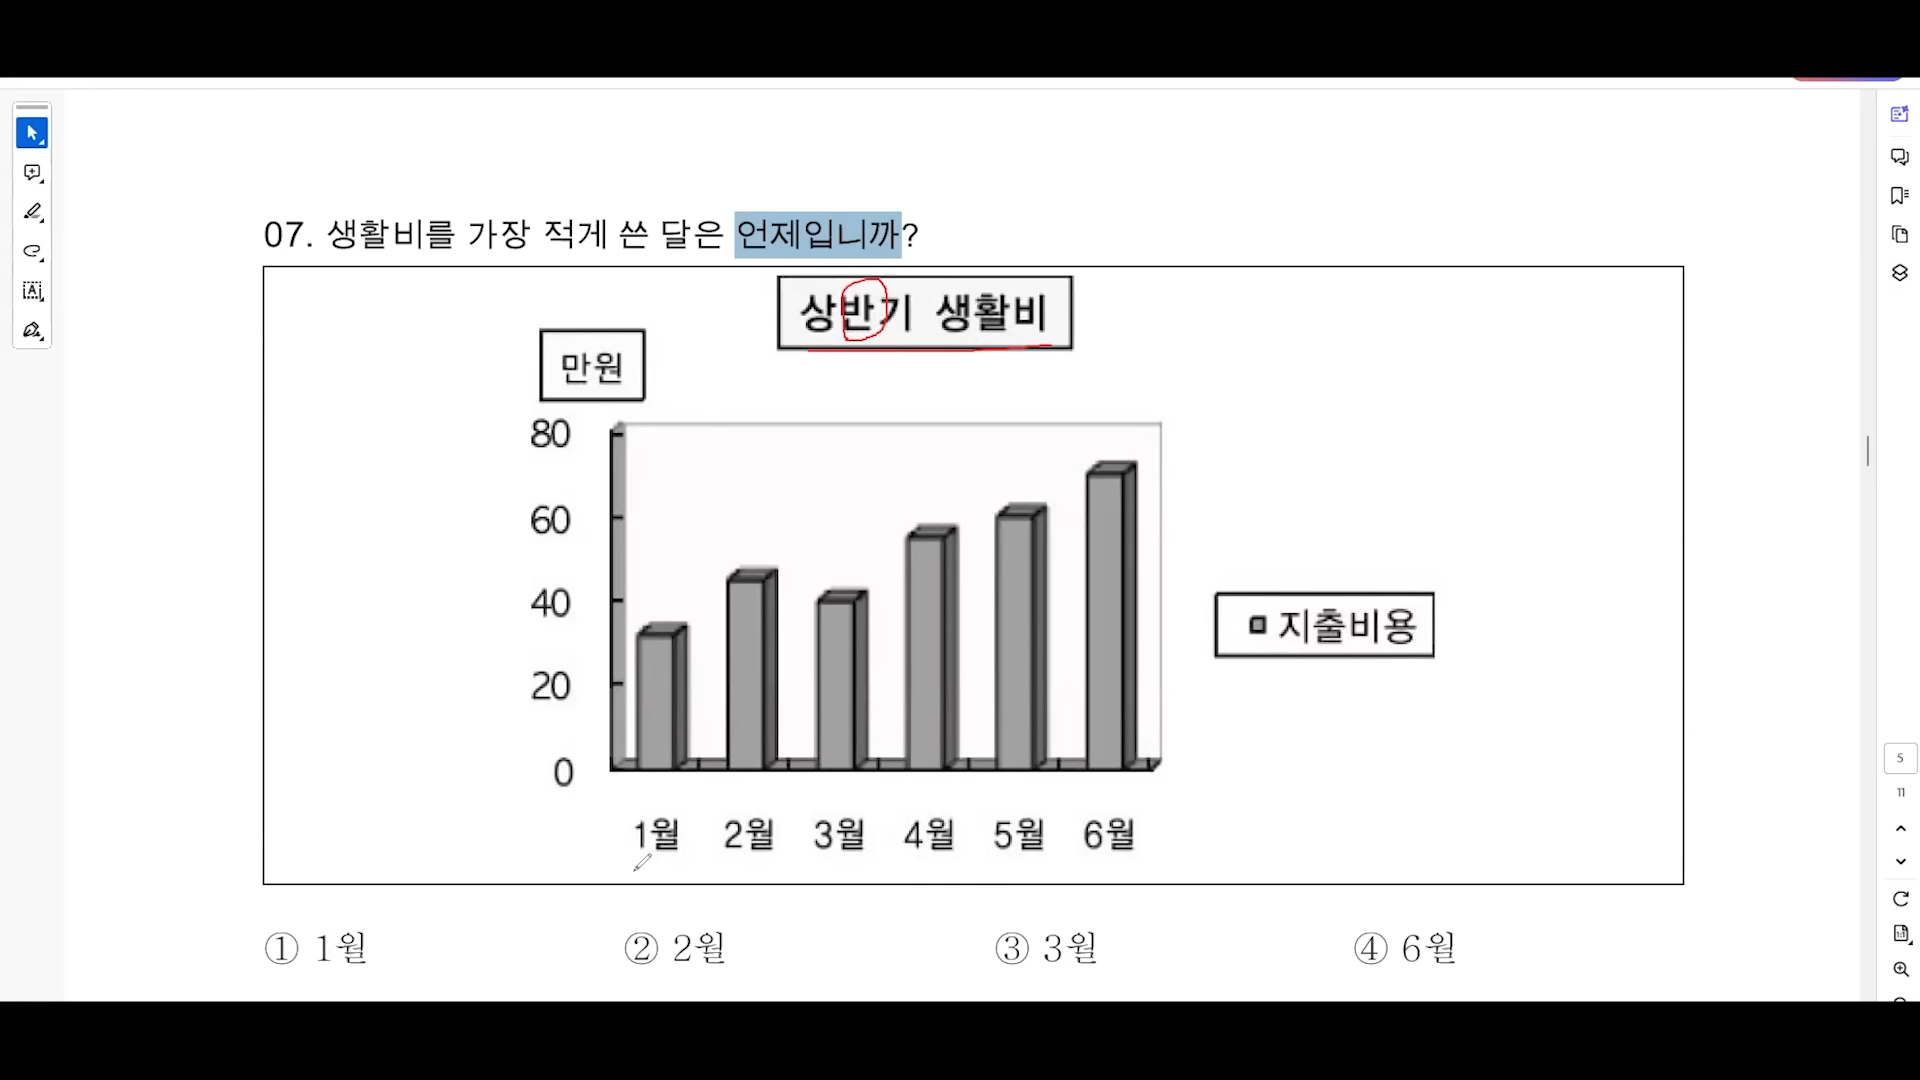 07. 생활비를 가장 적게 쓴 달은 언제입니까?
상반기 생활비
만원
80
60
40
20
0
1월 2월 3월 4월 5월 6월
지출비용
① 1월 ② 2월 ③ 3월 ④ 6월
5
11